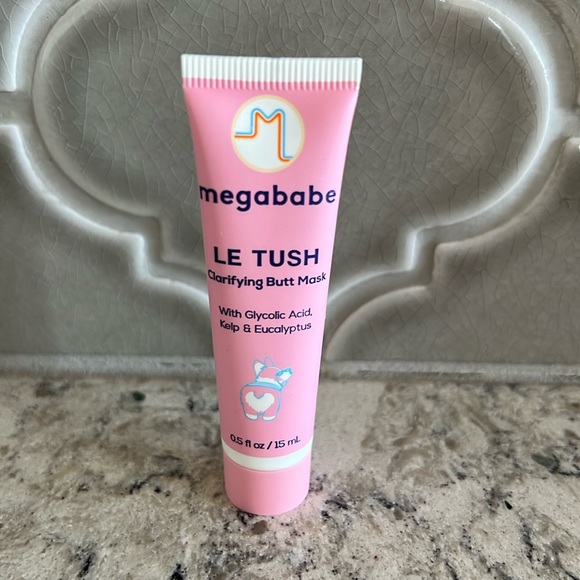 M
megababe
LE TUSH
Clarifying Butt Mask
With Glycolic Acid,
Kelp & Eucalyptus
0.5 fl oz / 15 mL